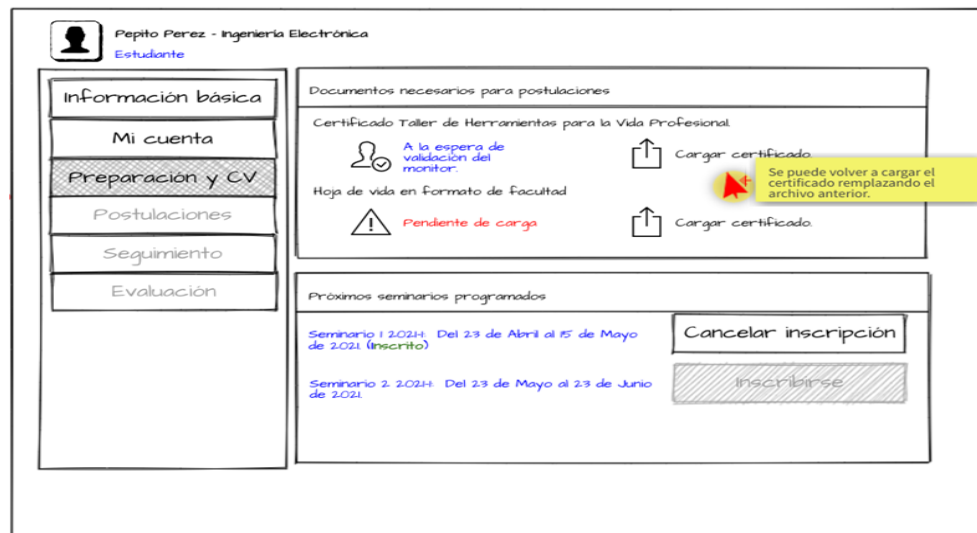 Pepito Perez - Ingeniería Electrónica
Estudiante
Información básica
Mi cuenta
Preparación y CV
Postulaciones
Seguimiento
Evaluación
Documentos necesarios para postulaciones
Certificado Taller de Herramientas para la Vida Profesional.
A la espera de
validación del
monitor.
Cargar certificado.
Se puede volver a cargar el
certificado remplazando el
archivo anterior.
Hoja de vida en formato de facultad
Pendiente de carga
Cargar certificado.
Próximos seminarios programados
Seminario 1 2021-1: Del 23 de Abril al 15 de Mayo
de 2021. (Inscrito)
Cancelar inscripción
Seminario 2 2021-1: Del 23 de Mayo al 23 de Junio
de 2021.
Inscribirse